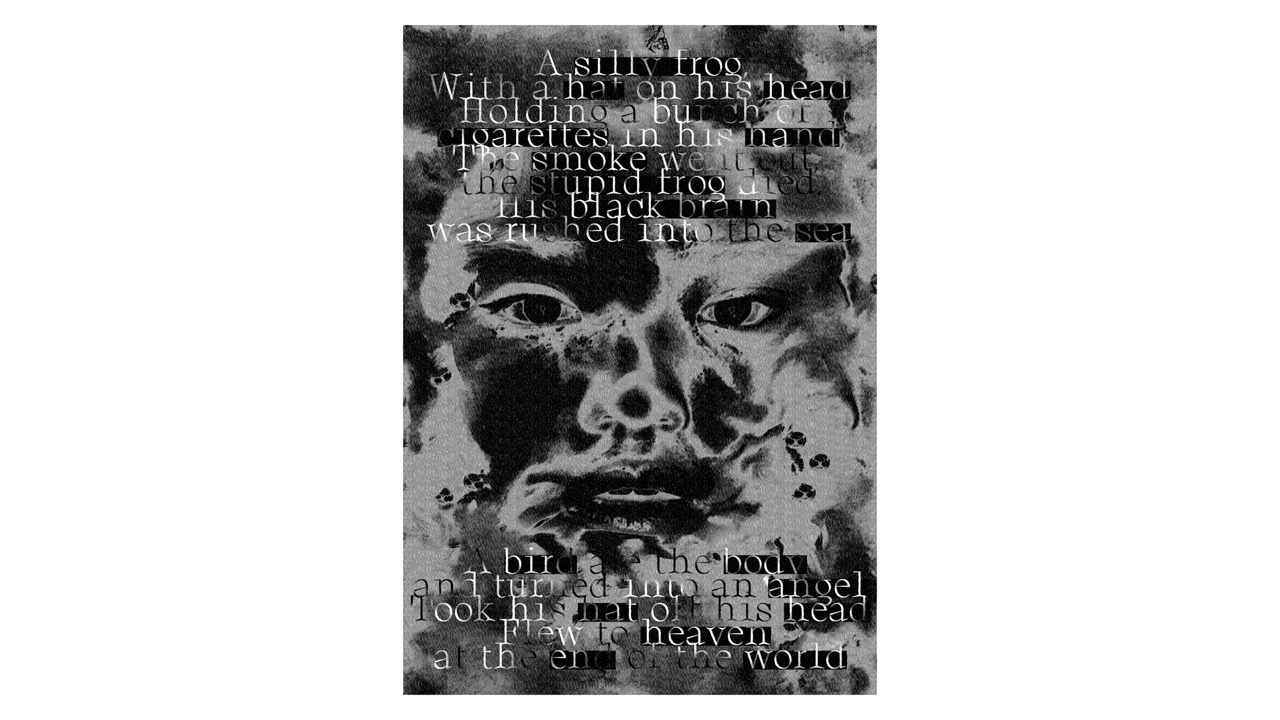 A silly frog
With a hat on his head
Holding a bunch of
cigarettes in his hand
The smoke went out,
the stupid frog died.
His black brain
was rushed into the sea
A bird ate the body
and turned into an angel
Took his hat off his head
Flew to heaven
at the end of the world